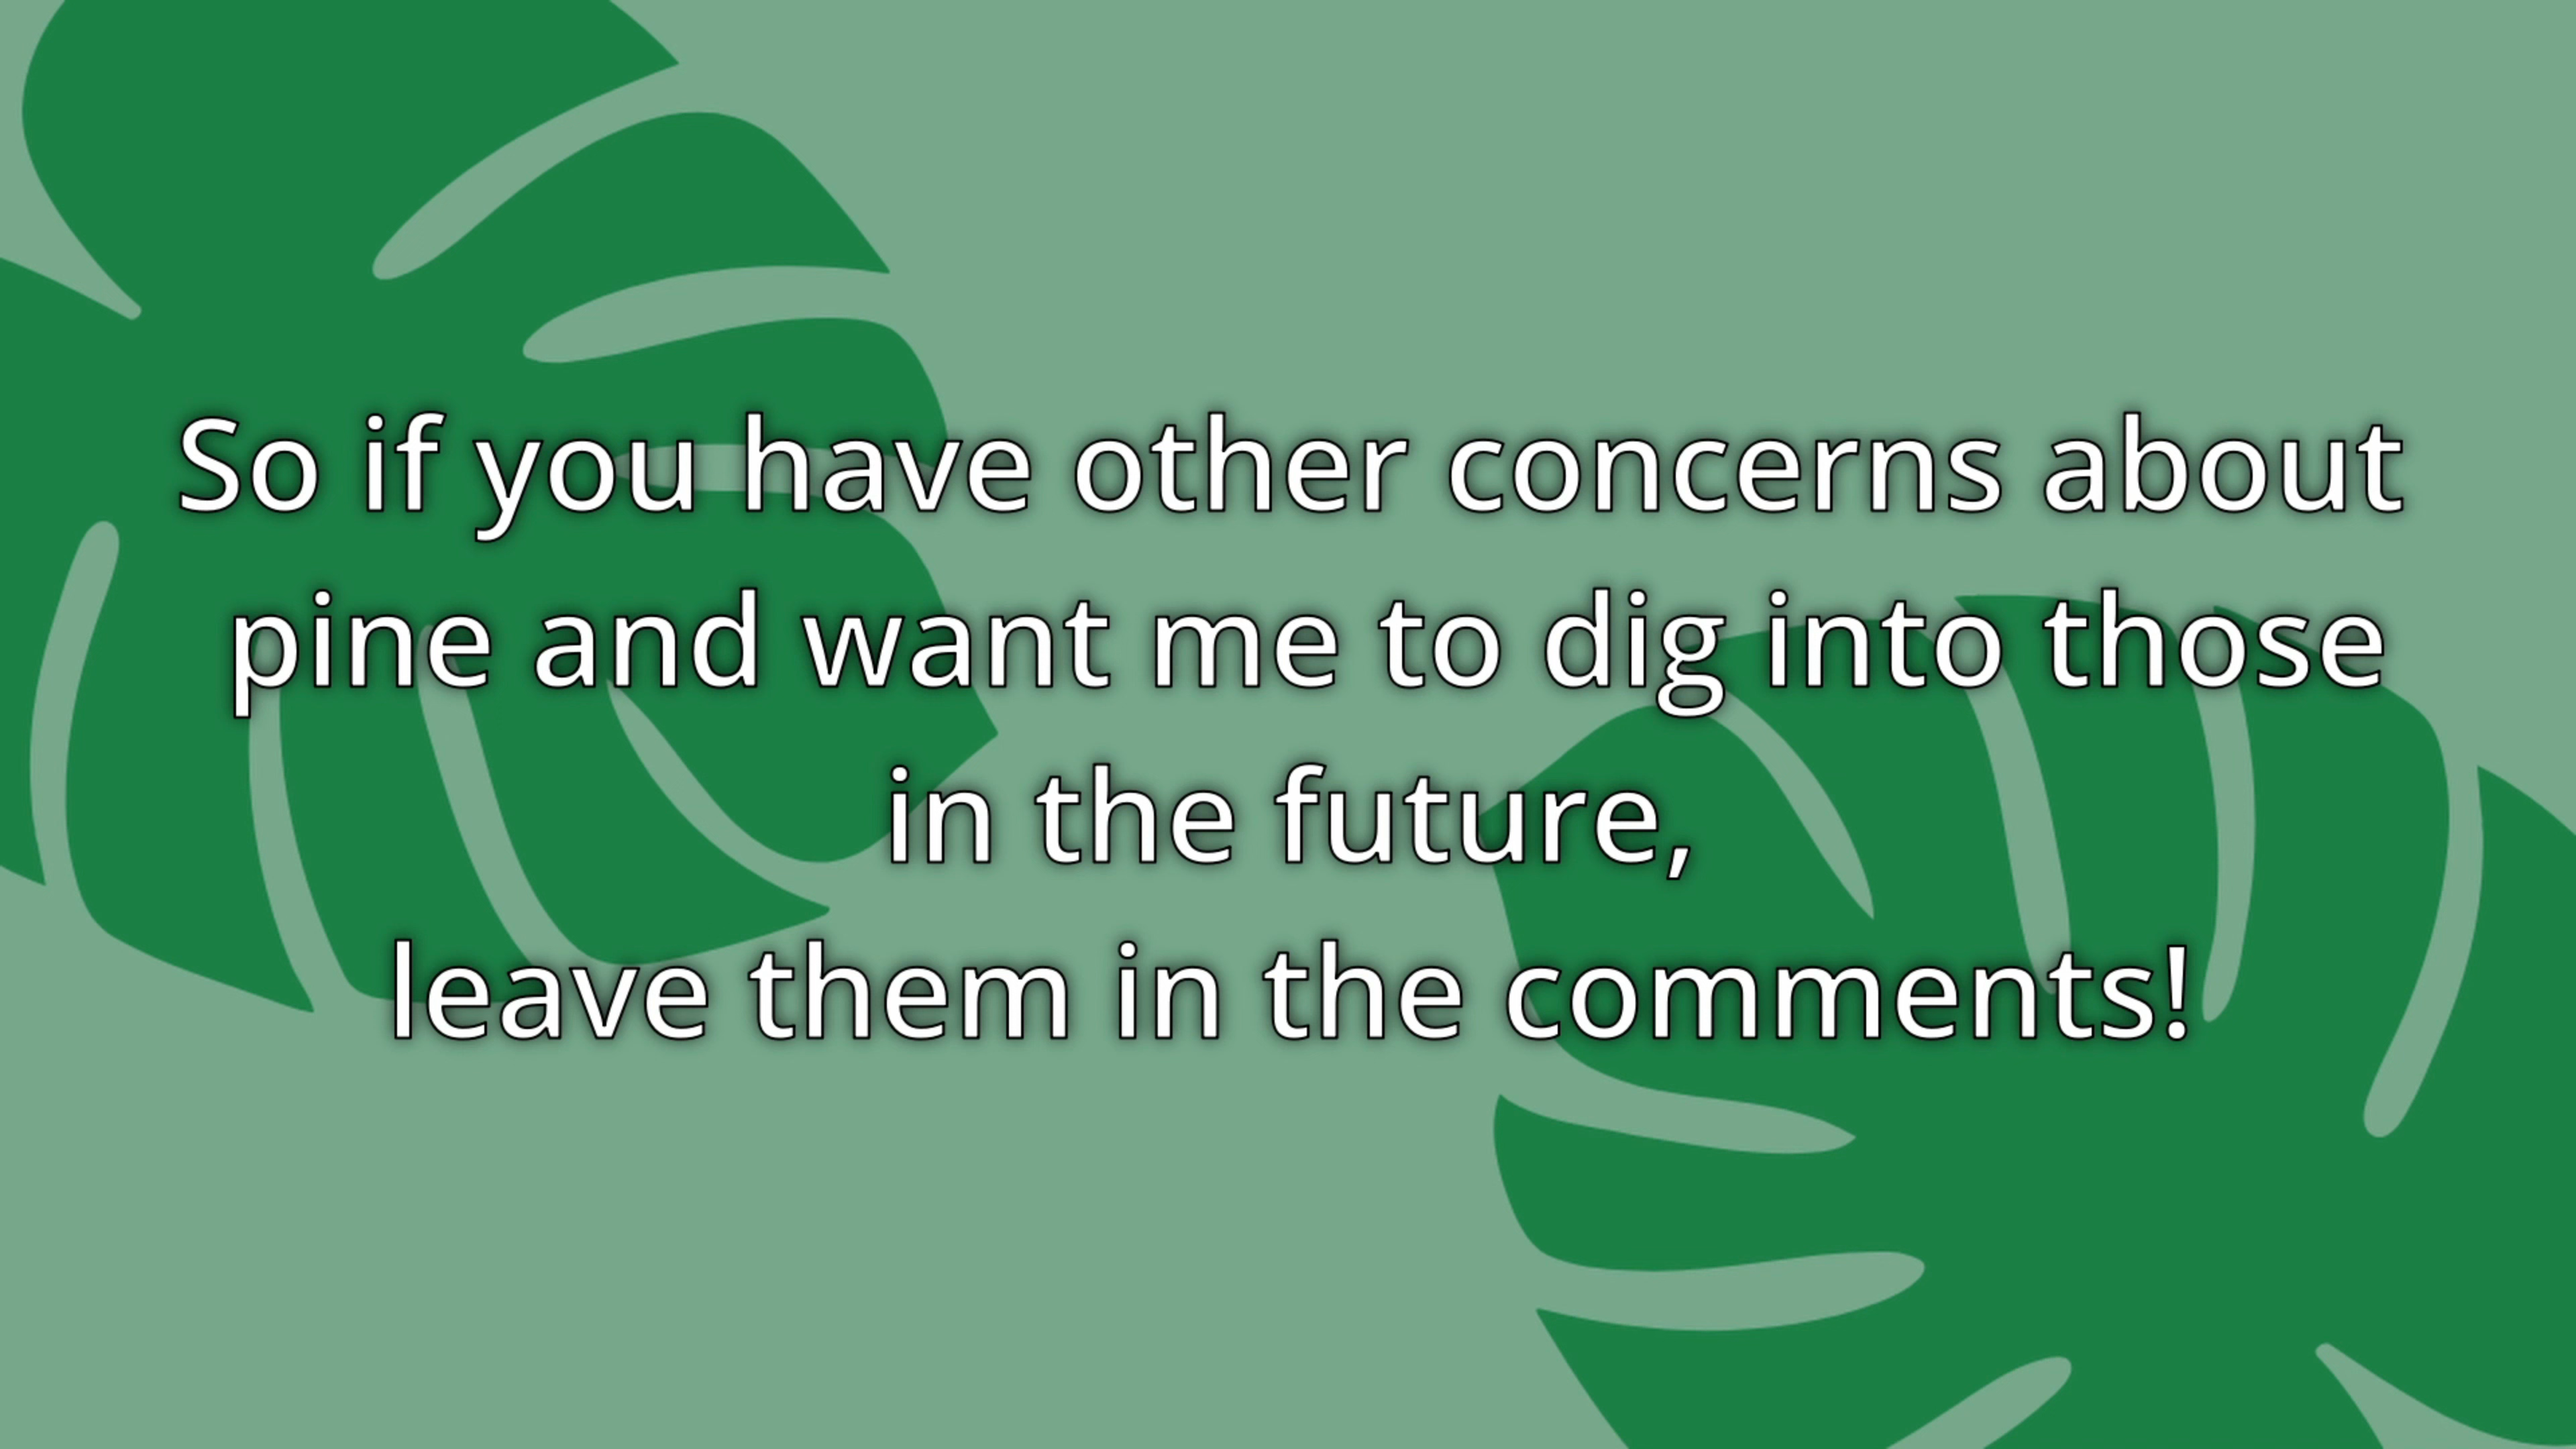 So if you have other concerns about
pine and want me to dig into those
in the future,
leave them in the comments!